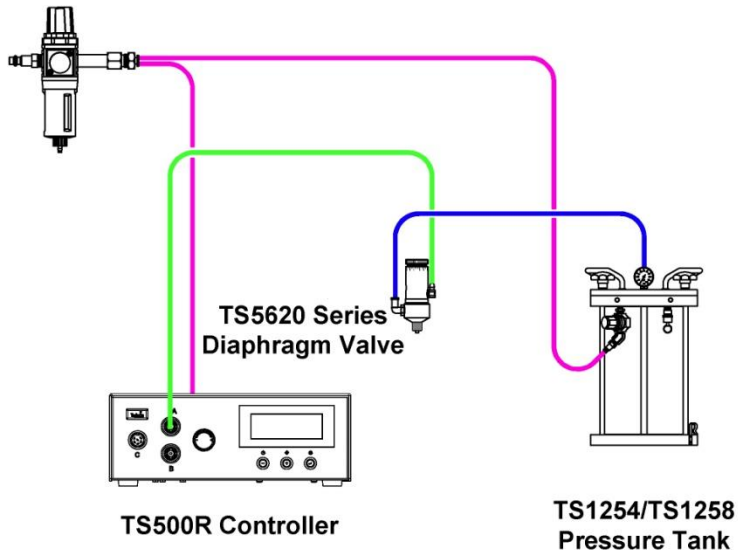 TS5620 Series
Diaphragm Valve
A
C
B
TS500R Controller
TS1254/TS1258
Pressure Tank